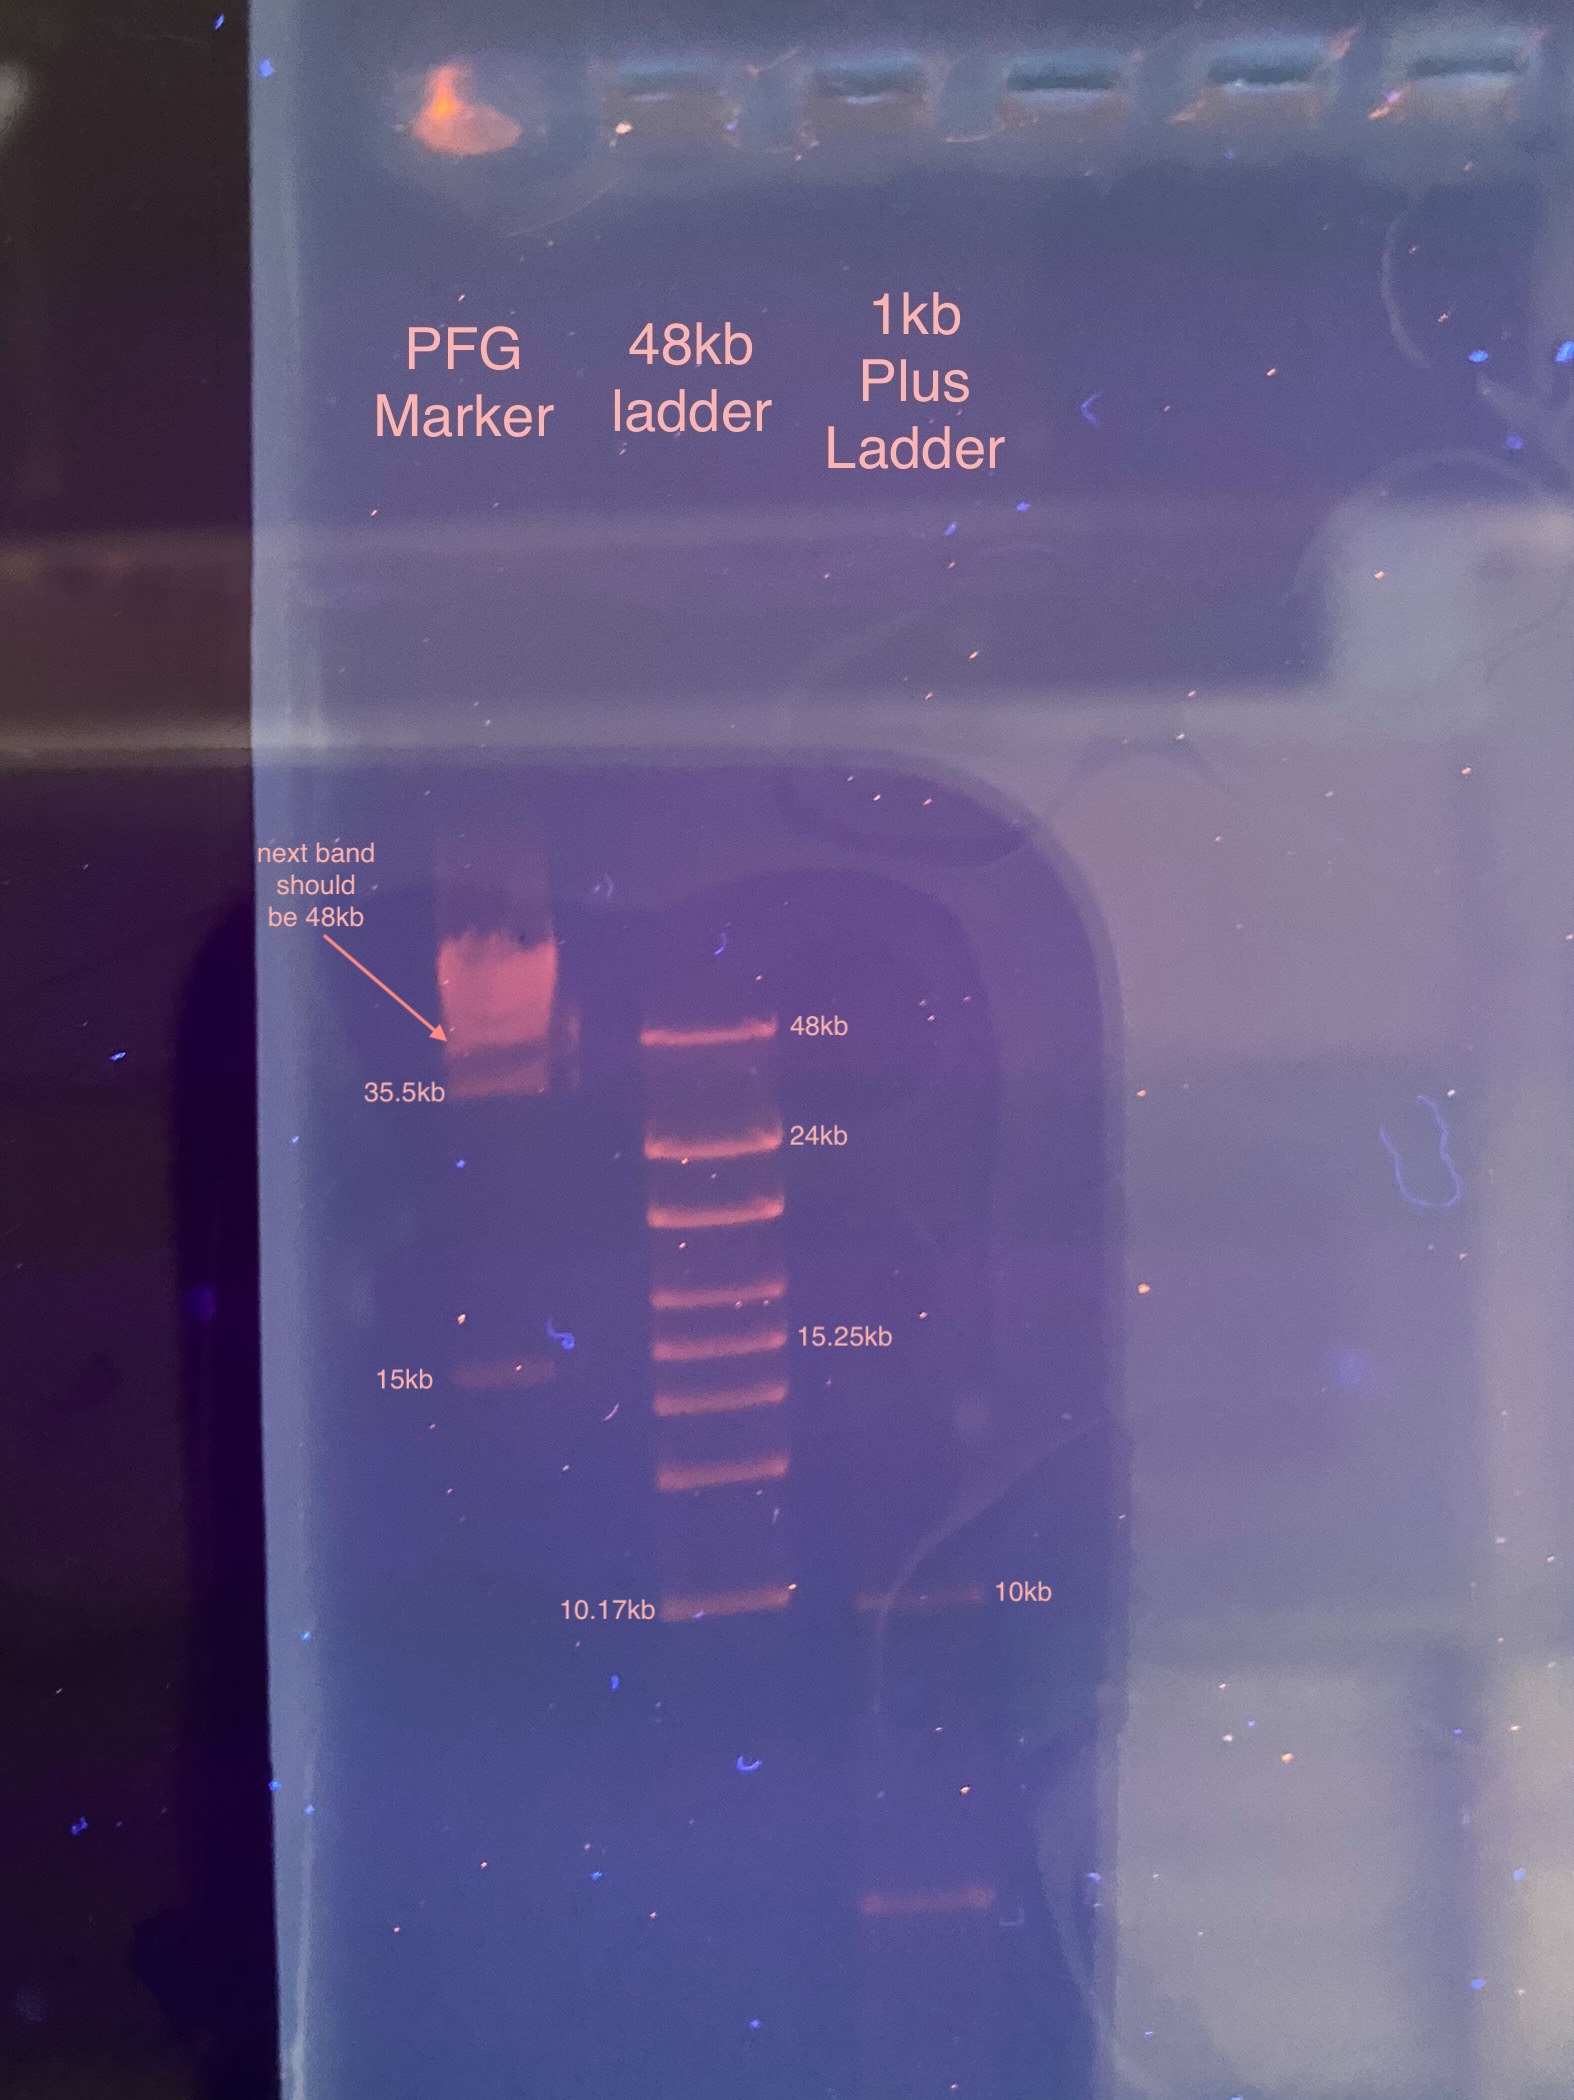 PFG
Marker
48kb
ladder
1kb
Plus
Ladder
next band
should
be 48kb
35.5kb
15kb
48kb
24kb
15.25kb
10.17kb
10kb